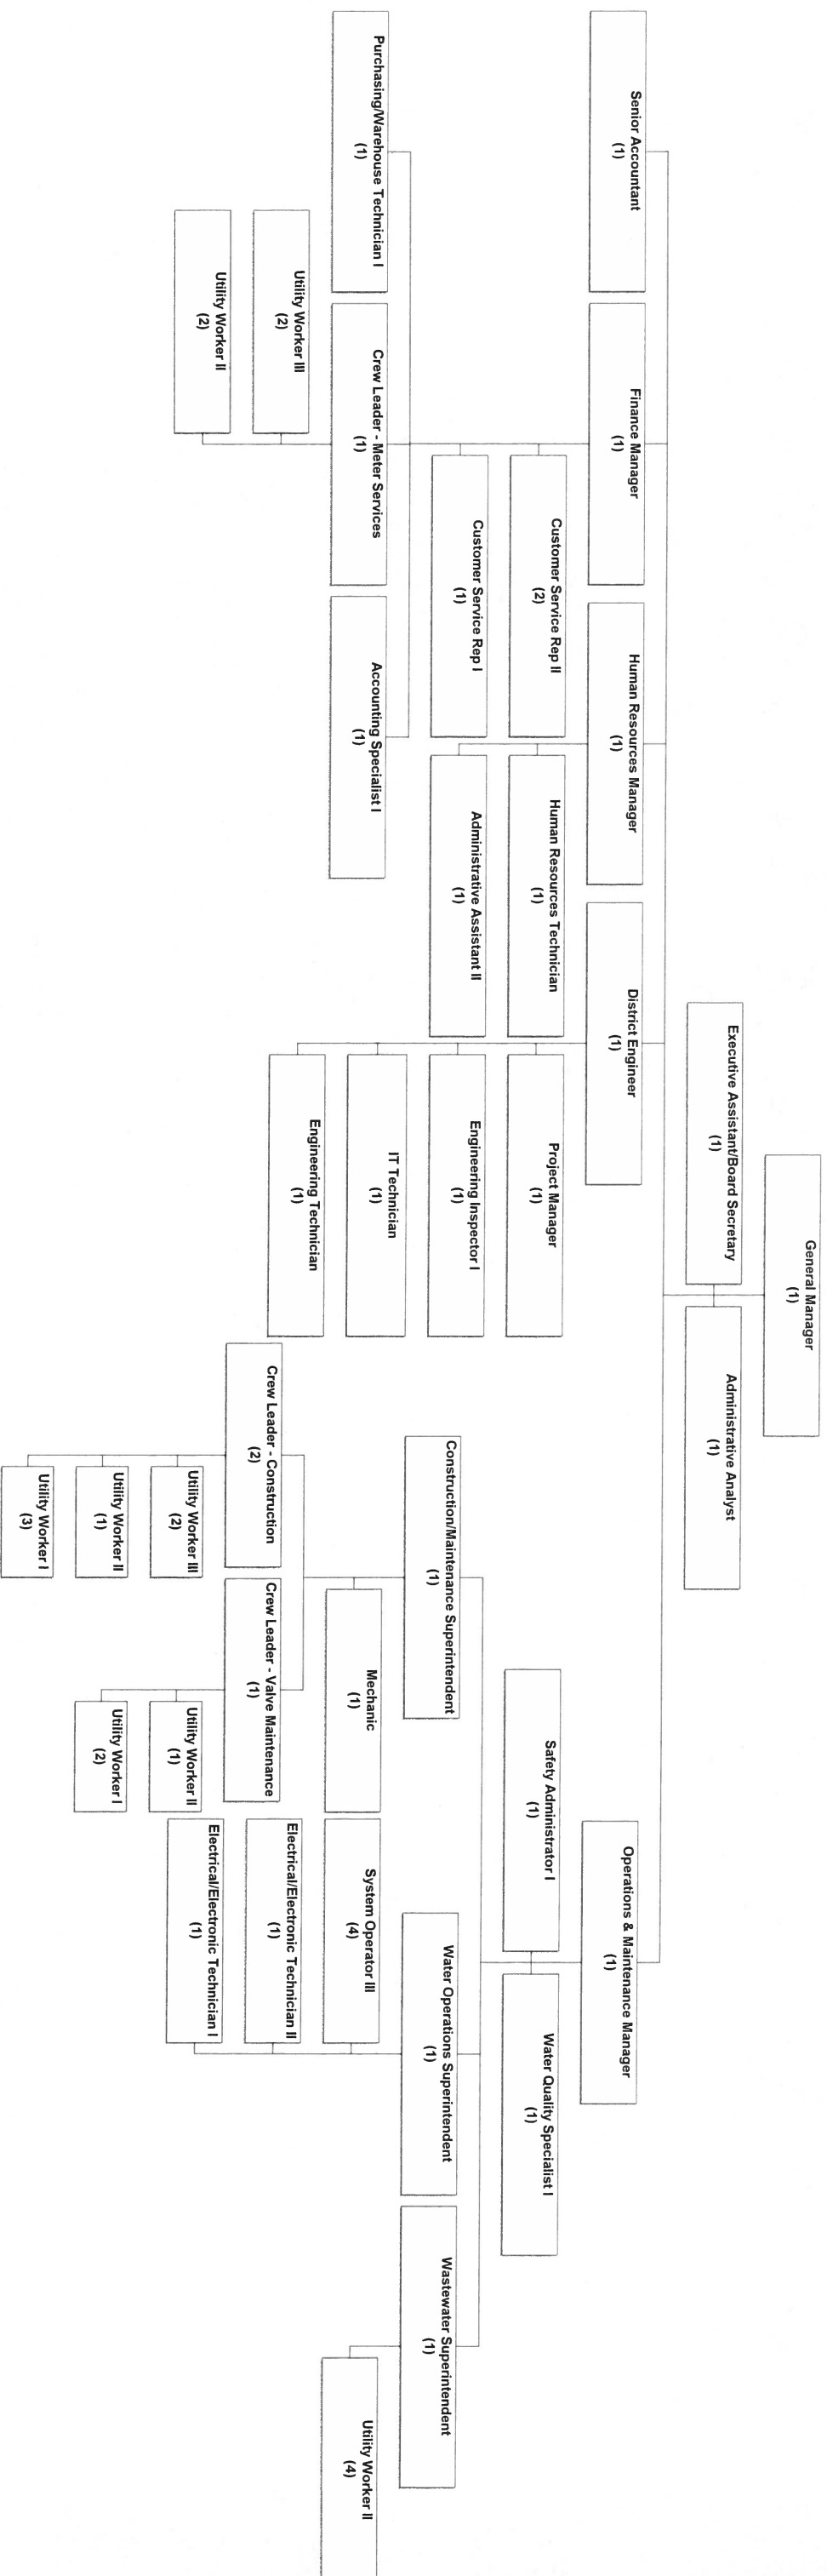 General Manager
(1)
Executive Assistant/Board Secretary
(1)
Administrative Analyst
(1)
Senior Accountant
(1)
Finance Manager
(1)
Human Resources Manager
(1)
District Engineer
(1)
Operations & Maintenance Manager
(1)
Customer Service Rep II
(2)
Customer Service Rep I
(1)
Purchasing/Warehouse Technician I
(1)
Crew Leader - Meter Services
(1)
Accounting Specialist I
(1)
Utility Worker III
(2)
Utility Worker II
(2)
Human Resources Technician
(1)
Administrative Assistant II
(1)
Project Manager
(1)
Engineering Inspector I
(1)
IT Technician
(1)
Engineering Technician
(1)
Safety Administrator I
(1)
Water Quality Specialist I
(1)
Construction/Maintenance Superintendent
(1)
Water Operations Superintendent
(1)
Wastewater Superintendent
(1)
Mechanic
(1)
Crew Leader - Construction
(2)
Crew Leader - Valve Maintenance
(1)
Utility Worker III
(2)
Utility Worker II
(1)
Utility Worker I
(3)
Utility Worker II
(1)
Utility Worker I
(2)
System Operator III
(4)
Electrical/Electronic Technician II
(1)
Electrical/Electronic Technician I
(1)
Utility Worker II
(4)